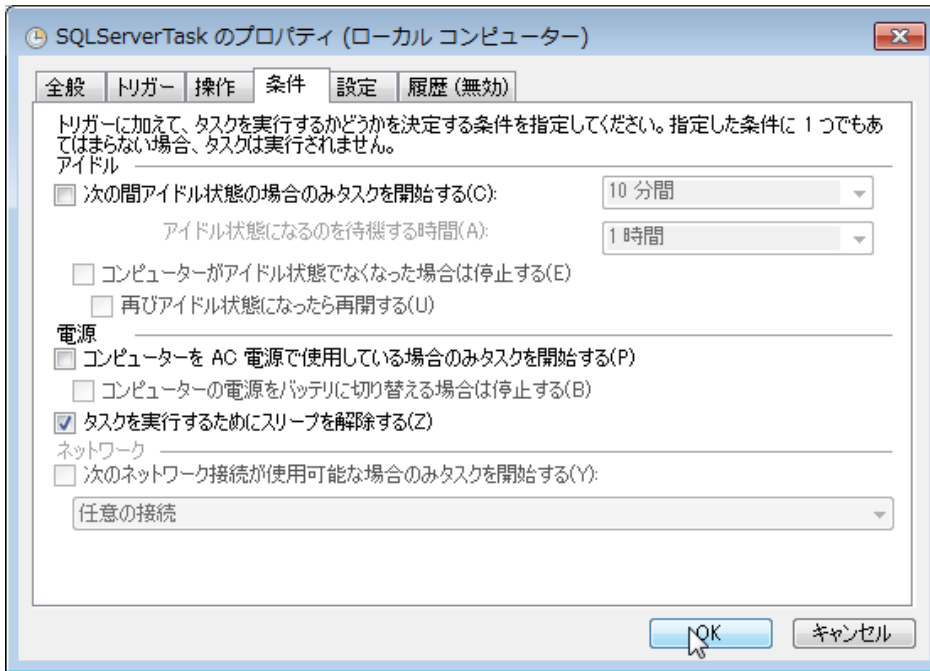 SQLServerTask のプロパティ (ローカル コンピューター)
全般 トリガー 操作 条件 設定 履歴 (無効)
トリガーに加えて、タスクを実行するかどうかを決定する条件を指定してください。指定した条件に 1 つでもあ
てはまらない場合、タスクは実行されません。
アイドル
次の間アイドル状態の場合のみタスクを開始する(C): 10 分間
アイドル状態になるのを待機する時間(A): 1 時間
コンピューターがアイドル状態でなくなった場合は停止する(E)
再びアイドル状態になったら再開する(U)
電源
コンピューターを AC 電源で使用している場合のみタスクを開始する(P)
コンピューターの電源をバッテリに切り替える場合は停止する(B)
タスクを実行するためにスリープを解除する(Z)
ネットワーク
次のネットワーク接続が使用可能な場合のみタスクを開始する(Y):
任意の接続
OK キャンセル